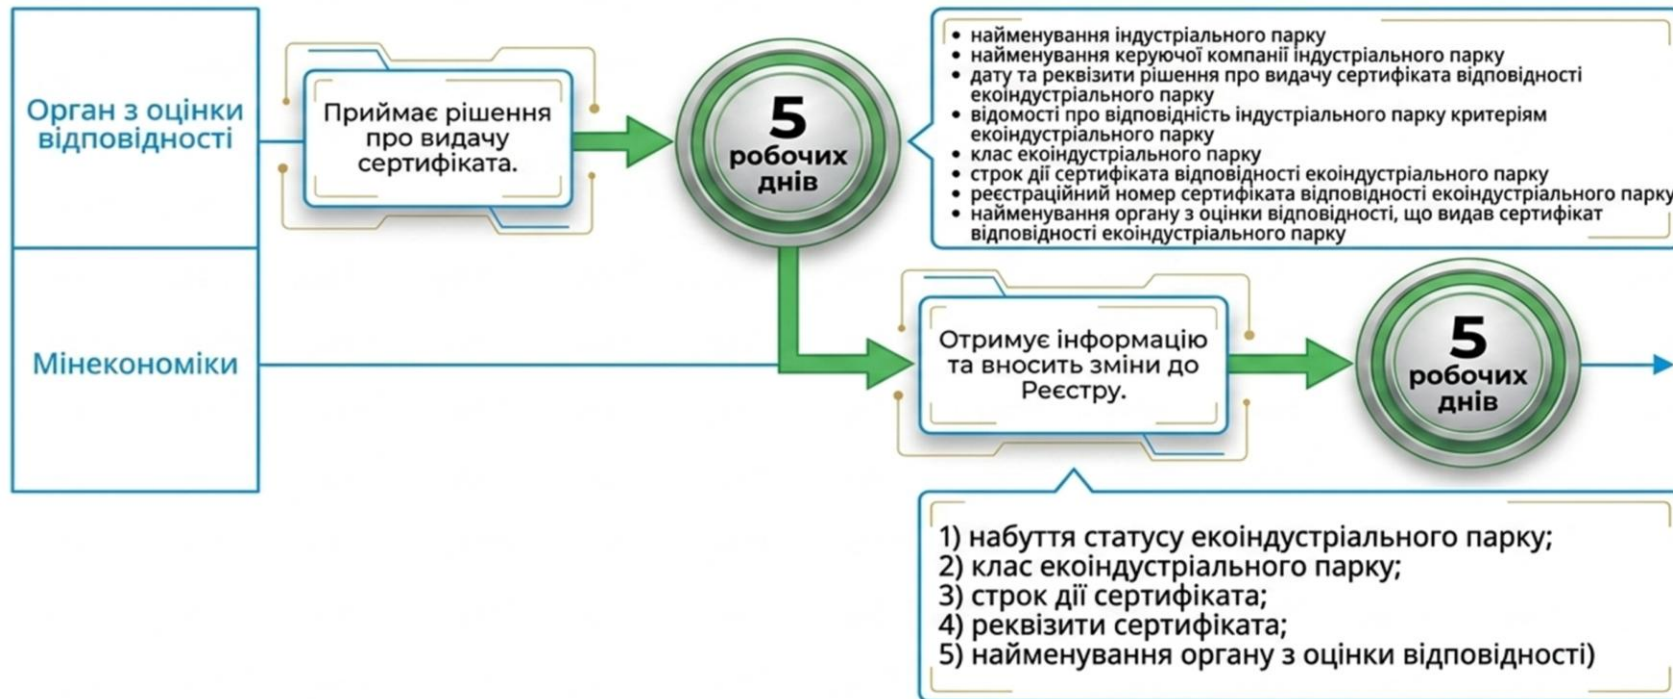 Орган з оцінки
відповідності
Приймає рішення
про видачу
сертифіката.
5
робочих
днів
• найменування індустріального парку
• найменування керуючої компанії індустріального парку
• дату та реквізити рішення про видачу сертифіката відповідності
екоіндустріального парку
• відомості про відповідність індустріального парку критеріям
екоіндустріального парку
• клас екоіндустріального парку
• строк дії сертифіката відповідності екоіндустріального парку
• реєстраційний номер сертифіката відповідності екоіндустріального парку
• найменування органу з оцінки відповідності, що видав сертифікат
відповідності екоіндустріального парку
Мінекономіки
Отримує інформацію
та вносить зміни до
Реєстру.
5
робочих
днів
1) набуття статусу екоіндустріального парку;
2) клас екоіндустріального парку;
3) строк дії сертифіката;
4) реквізити сертифіката;
5) найменування органу з оцінки відповідності)